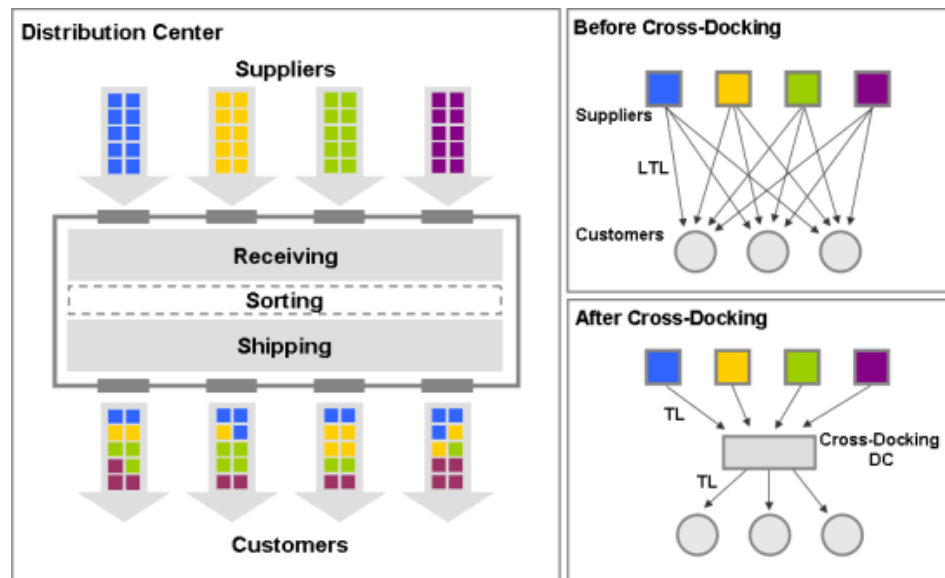 Distribution Center
Suppliers
Receiving
Sorting
Shipping
Customers
Before Cross-Docking
Suppliers
LTL
Customers
After Cross-Docking
TL
Cross-Docking
DC
TL